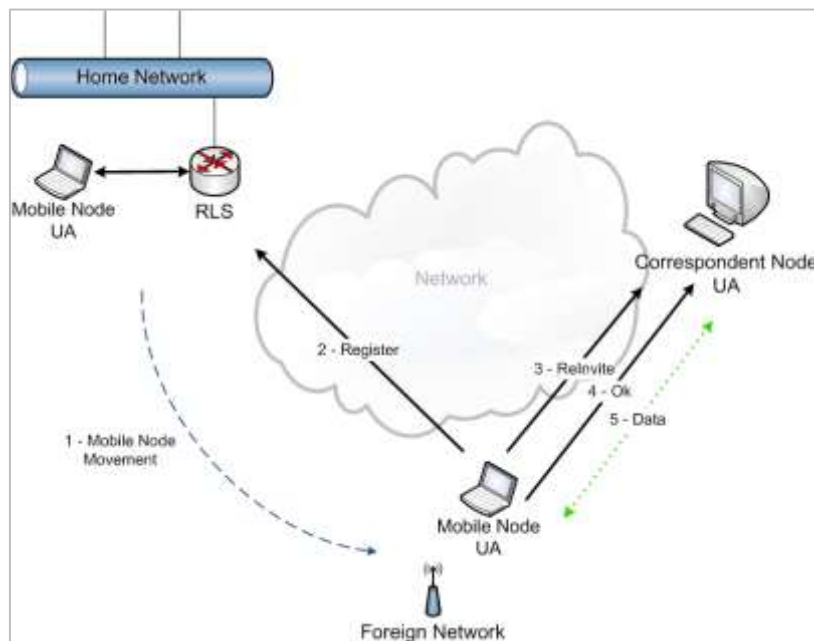 Home Network
Mobile Node
UA
RLS
Network
Correspondent Node
UA
2 - Register
3 - ReInvite
4 - Ok
5 - Data
1 - Mobile Node
Movement
Mobile Node
UA
Foreign Network